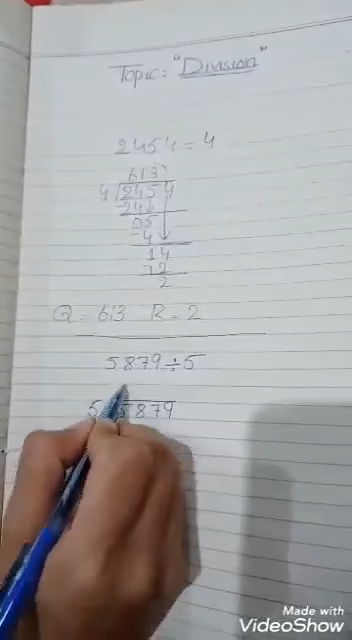 Topic: "Division"
2454 = 4
613
4 2454
24
05
-4
14
12
2
Q = 613 R = 2
5879÷5
5 5879
Made with
VideoShow